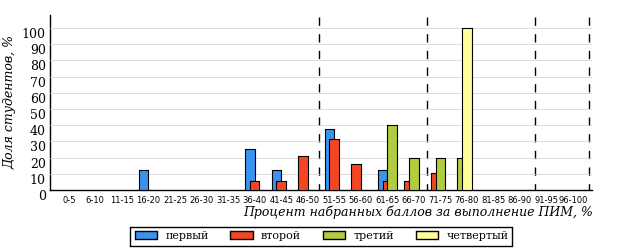 Доля студентов, %
100
90
80
70
60
50
40
30
20
10
0
0-5 6-10 11-15 16-20 21-25 26-30 31-35 36-40 41-45 46-50 51-55 56-60 61-65 66-70 71-75 76-80 81-85 86-90 91-95 96-100
Процент набранных баллов за выполнение ПИМ, %
первый второй третий четвертый